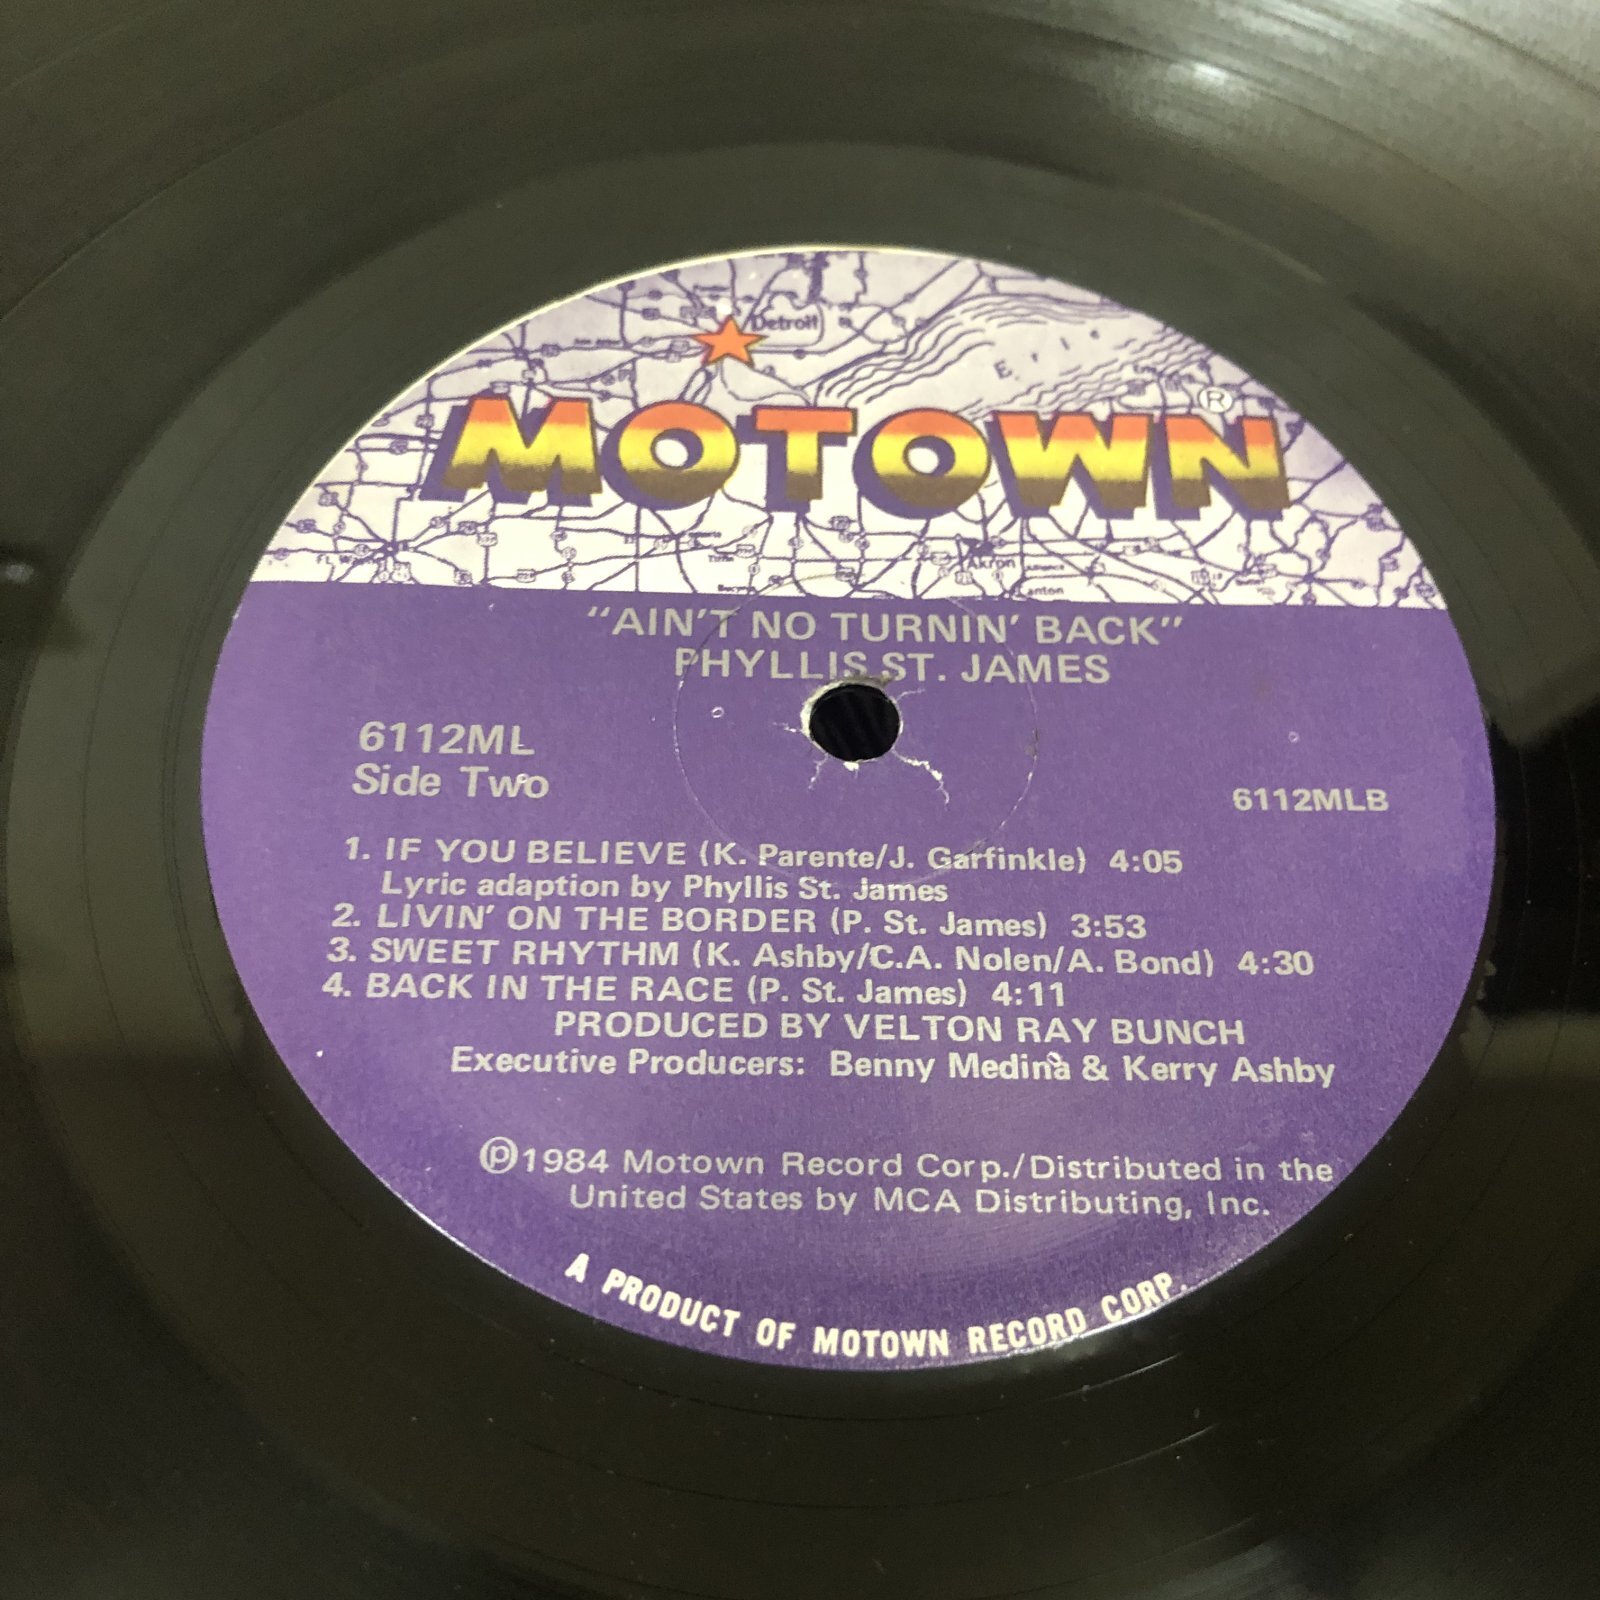 Detroit
Erie
MOTOWN®
Akron
"AIN'T NO TURNIN' BACK"
PHYLLIS ST. JAMES
6112ML
Side Two
6112MLB
1. IF YOU BELIEVE (K. Parente/J. Garfinkle) 4:05
Lyric adaption by Phyllis St. James
2. LIVIN' ON THE BORDER (P. St. James) 3:53
3. SWEET RHYTHM (K. Ashby/C.A. Nolen/A. Bond) 4:30
4. BACK IN THE RACE (P. St. James) 4:11
PRODUCED BY VELTON RAY BUNCH
Executive Producers: Benny Medina & Kerry Ashby
℗1984 Motown Record Corp./Distributed in the
United States by MCA Distributing, Inc.
A PRODUCT OF MOTOWN RECORD CORP.